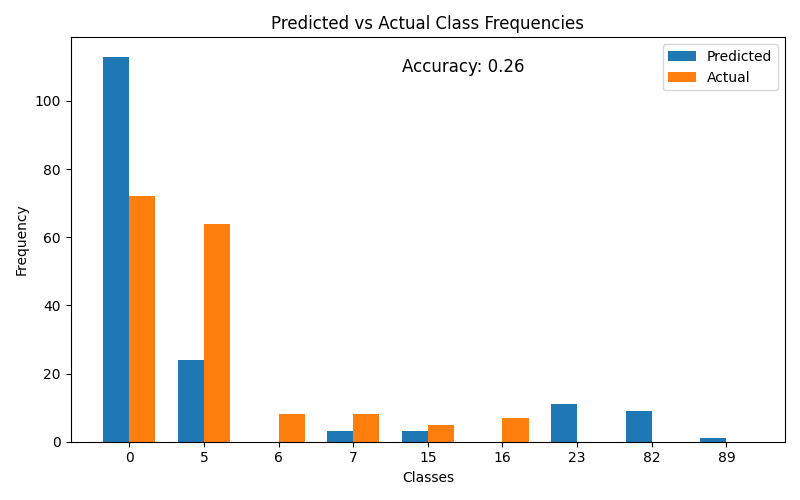 Predicted vs Actual Class Frequencies
Accuracy: 0.26
Predicted
Actual
Frequency
100
80
60
40
20
0
0 5 6 7 15 16 23 82 89
Classes